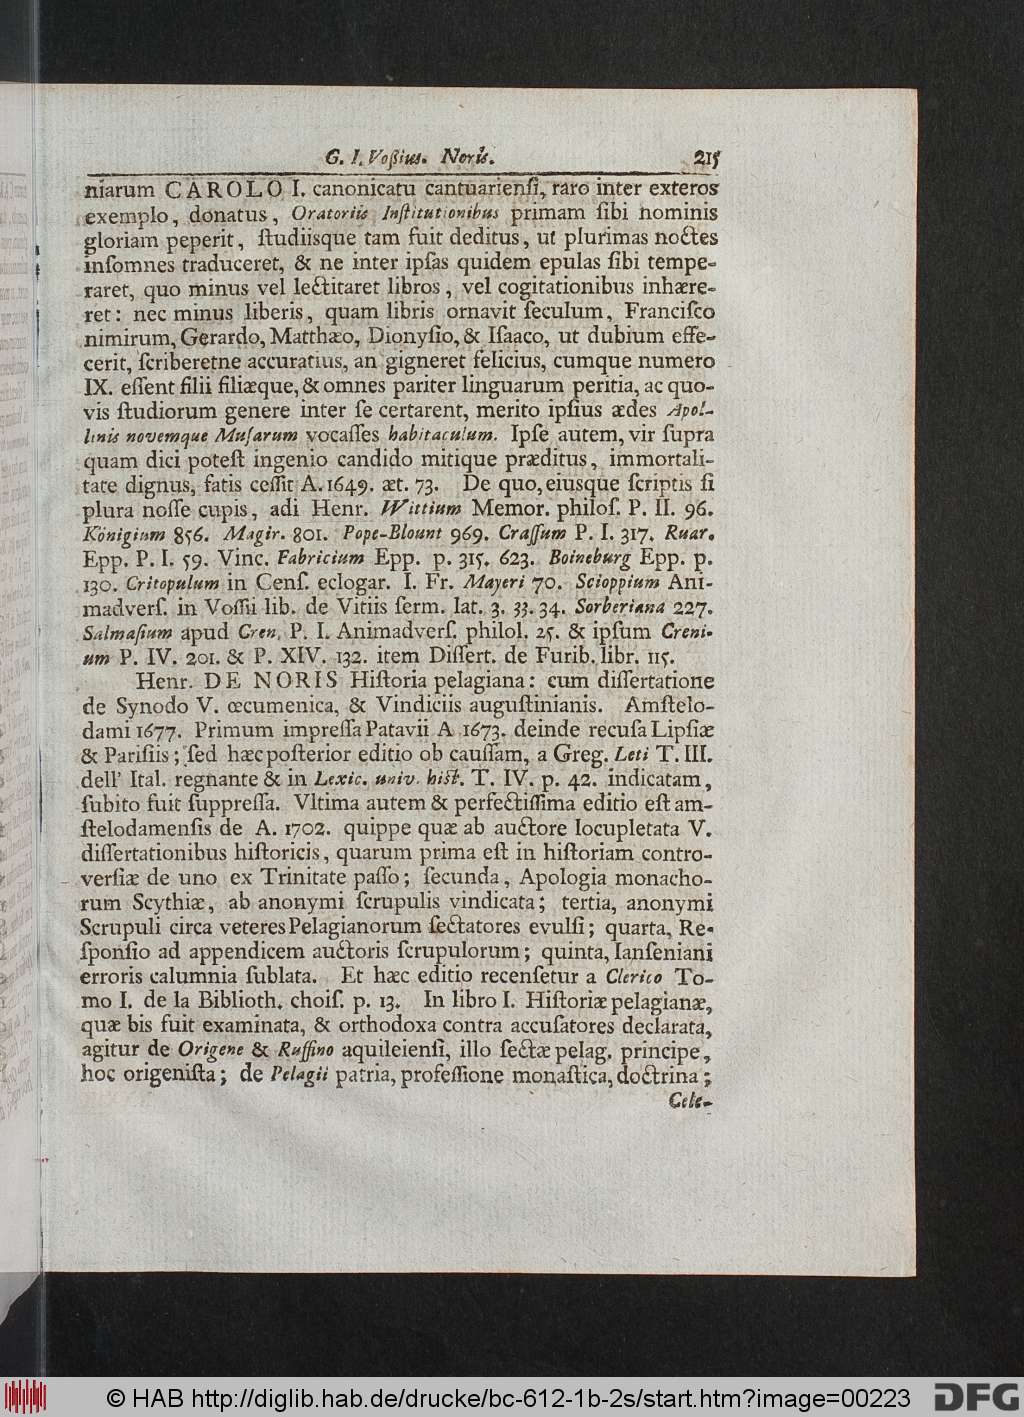 G. I. Voßius. Noris. 215
niarum CAROLO I. canonicatu cantuarienſi, raro inter exteros
exemplo, donatus, Oratoriis Inſtitutionibus primam ſibi nominis
gloriam peperit, ſtudiisque tam fuit deditus, ut plurimas noctes
inſomnes traduceret, & ne inter ipſas quidem epulas ſibi tempe-
raret, quo minus vel lectitaret libros, vel cogitationibus inhære-
ret: nec minus liberis, quam libris ornavit ſeculum, Franciſco
nimirum, Gerardo, Matthæo, Dionyſio, & Iſaaco, ut dubium effe-
cerit, ſcriberetne accuratius, an gigneret felicius, cumque numero
IX. eſſent filii filiæque, & omnes pariter linguarum peritia, ac quo-
vis ſtudiorum genere inter ſe certarent, merito ipſius ædes Apol-
linis novemque Muſarum vocaſſes habitaculum. Ipſe autem, vir ſupra
quam dici poteſt ingenio candido mitique præditus, immortali-
tate dignus, fatis ceſſit A. 1649. æt. 73. De quo, eiusque ſcriptis ſi
plura noſſe cupis, adi Henr. Wittium Memor. philoſ. P. II. 96.
Königium 856. Magir. 801. Pope-Blount 969. Craſſum P. I. 317. Ruar.
Epp. P. I. 59. Vinc. Fabricium Epp. p. 315. 623. Boineburg Epp. p.
130. Critopulum in Cenſ. eclogar. I. Fr. Mayeri 70. Scioppium Ani-
madverſ. in Voſſii lib. de Vitiis ſerm. lat. 3. 33. 34. Sorberiana 227.
Salmaſium apud Cren. P. I. Animadverſ. philol. 25. & ipſum Creni-
um P. IV. 201. & P. XIV. 132. item Diſſert. de Furib. libr. 115.
Henr. DE NORIS Hiſtoria pelagiana: cum diſſertatione
de Synodo V. œcumenica, & Vindiciis auguſtinianis. Amſtelo-
dami 1677. Primum impreſſa Patavii A 1673. deinde recuſa Lipſiæ
& Pariſiis; ſed hæc poſterior editio ob cauſſam, a Greg. Leti T. III.
dell' Ital. regnante & in Lexic. univ. hiſt. T. IV. p. 42. indicatam,
ſubito fuit ſuppreſſa. Vltima autem & perfectiſſima editio eſt am-
ſtelodamenſis de A. 1702. quippe quæ ab auctore locupletata V.
diſſertationibus hiſtoricis, quarum prima eſt in hiſtoriam contro-
verſiæ de uno ex Trinitate paſſo; ſecunda, Apologia monacho-
rum Scythiæ, ab anonymi ſcrupulis vindicata; tertia, anonymi
Scrupuli circa veteres Pelagianorum ſectatores evulſi; quarta, Re-
ſponſio ad appendicem auctoris ſcrupulorum; quinta, Ianſeniani
erroris calumnia ſublata. Et hæc editio recenſetur a Clerico To-
mo I. de la Biblioth. choiſ. p. 13. In libro I. Hiſtoriæ pelagianæ,
quæ bis fuit examinata, & orthodoxa contra accuſatores declarata,
agitur de Origene & Ruffino aquileienſi, illo ſectæ pelag. principe,
hoc origeniſta; de Pelagii patria, profeſſione monaſtica, doctrina;
Cele-
© HAB http://diglib.hab.de/drucke/bc-612-1b-2s/start.htm?image=00223
DFG